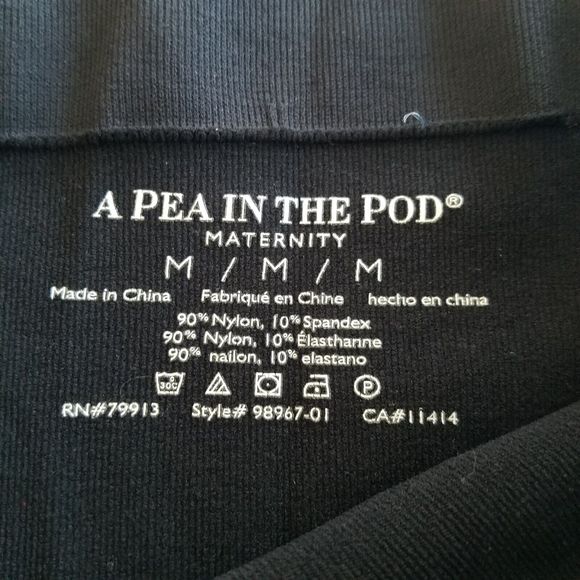 A PEA IN THE POD®
MATERNITY
M / M / M
Made in China Fabriqué en Chine hecho en china
90% Nylon, 10% Spandex
90% Nylon, 10% Élasthanne
90% nailon, 10% elastano
30C P
RN#79913 Style# 98967-01 CA#11414